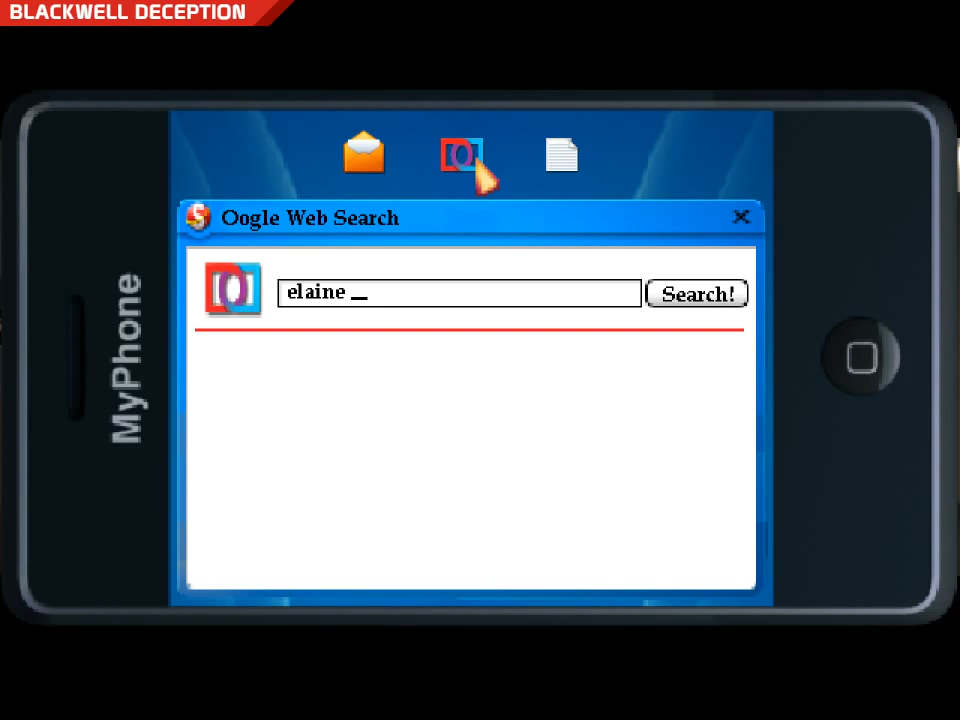 BLACKWELL DECEPTION
MyPhone
Oogle Web Search
elaine
Search!